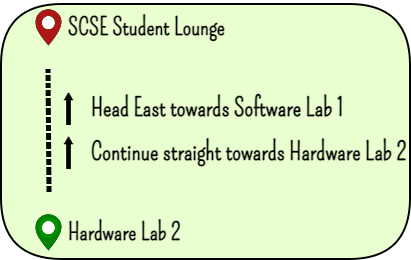 SCSE Student Lounge
Head East towards Software Lab 1
Continue straight towards Hardware Lab 2
Hardware Lab 2